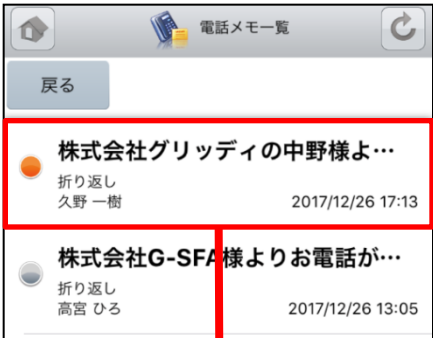 電話メモ一覧
戻る
株式会社グリッディの中野様よ…
折り返し
久野 一樹 2017/12/26 17:13
株式会社G-SFA様よりお電話が…
折り返し
高宮 ひろ 2017/12/26 13:05